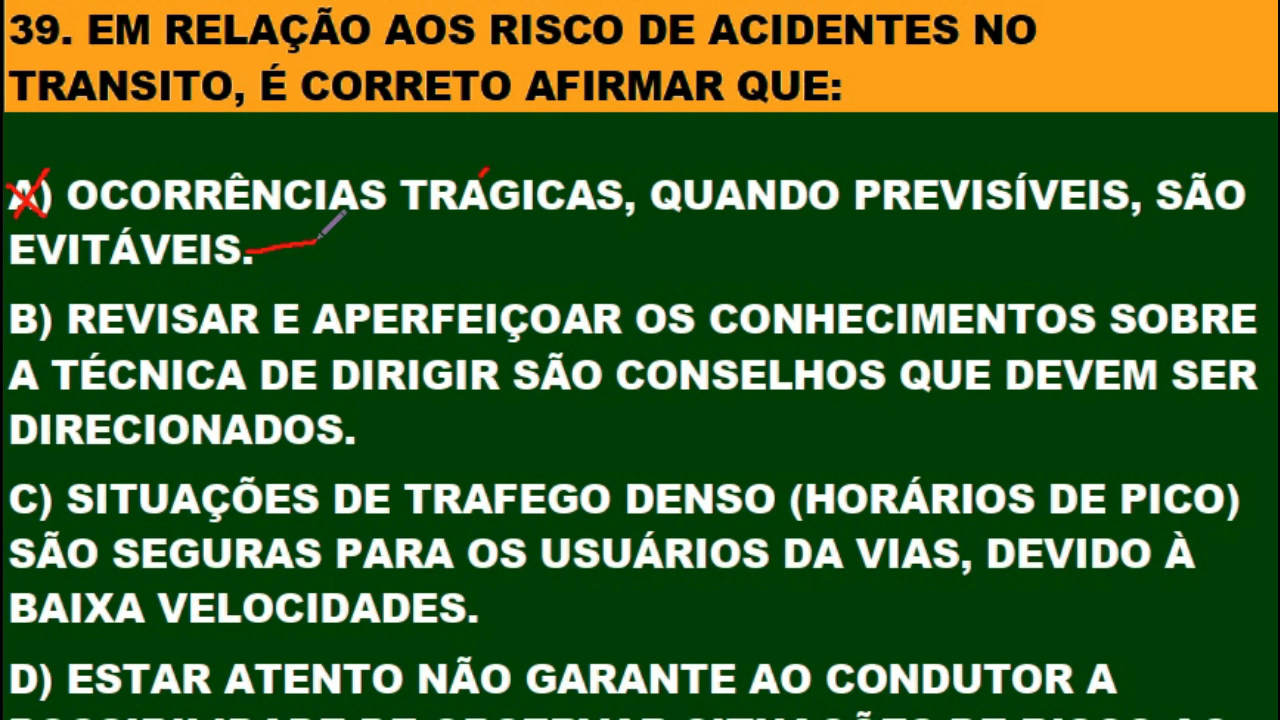 39. EM RELAÇÃO AOS RISCO DE ACIDENTES NO
TRANSITO, É CORRETO AFIRMAR QUE:
A) OCORRÊNCIAS TRÁGICAS, QUANDO PREVISÍVEIS, SÃO
EVITÁVEIS.
B) REVISAR E APERFEIÇOAR OS CONHECIMENTOS SOBRE
A TÉCNICA DE DIRIGIR SÃO CONSELHOS QUE DEVEM SER
DIRECIONADOS.
C) SITUAÇÕES DE TRAFEGO DENSO (HORÁRIOS DE PICO)
SÃO SEGURAS PARA OS USUÁRIOS DA VIAS, DEVIDO À
BAIXA VELOCIDADES.
D) ESTAR ATENTO NÃO GARANTE AO CONDUTOR A